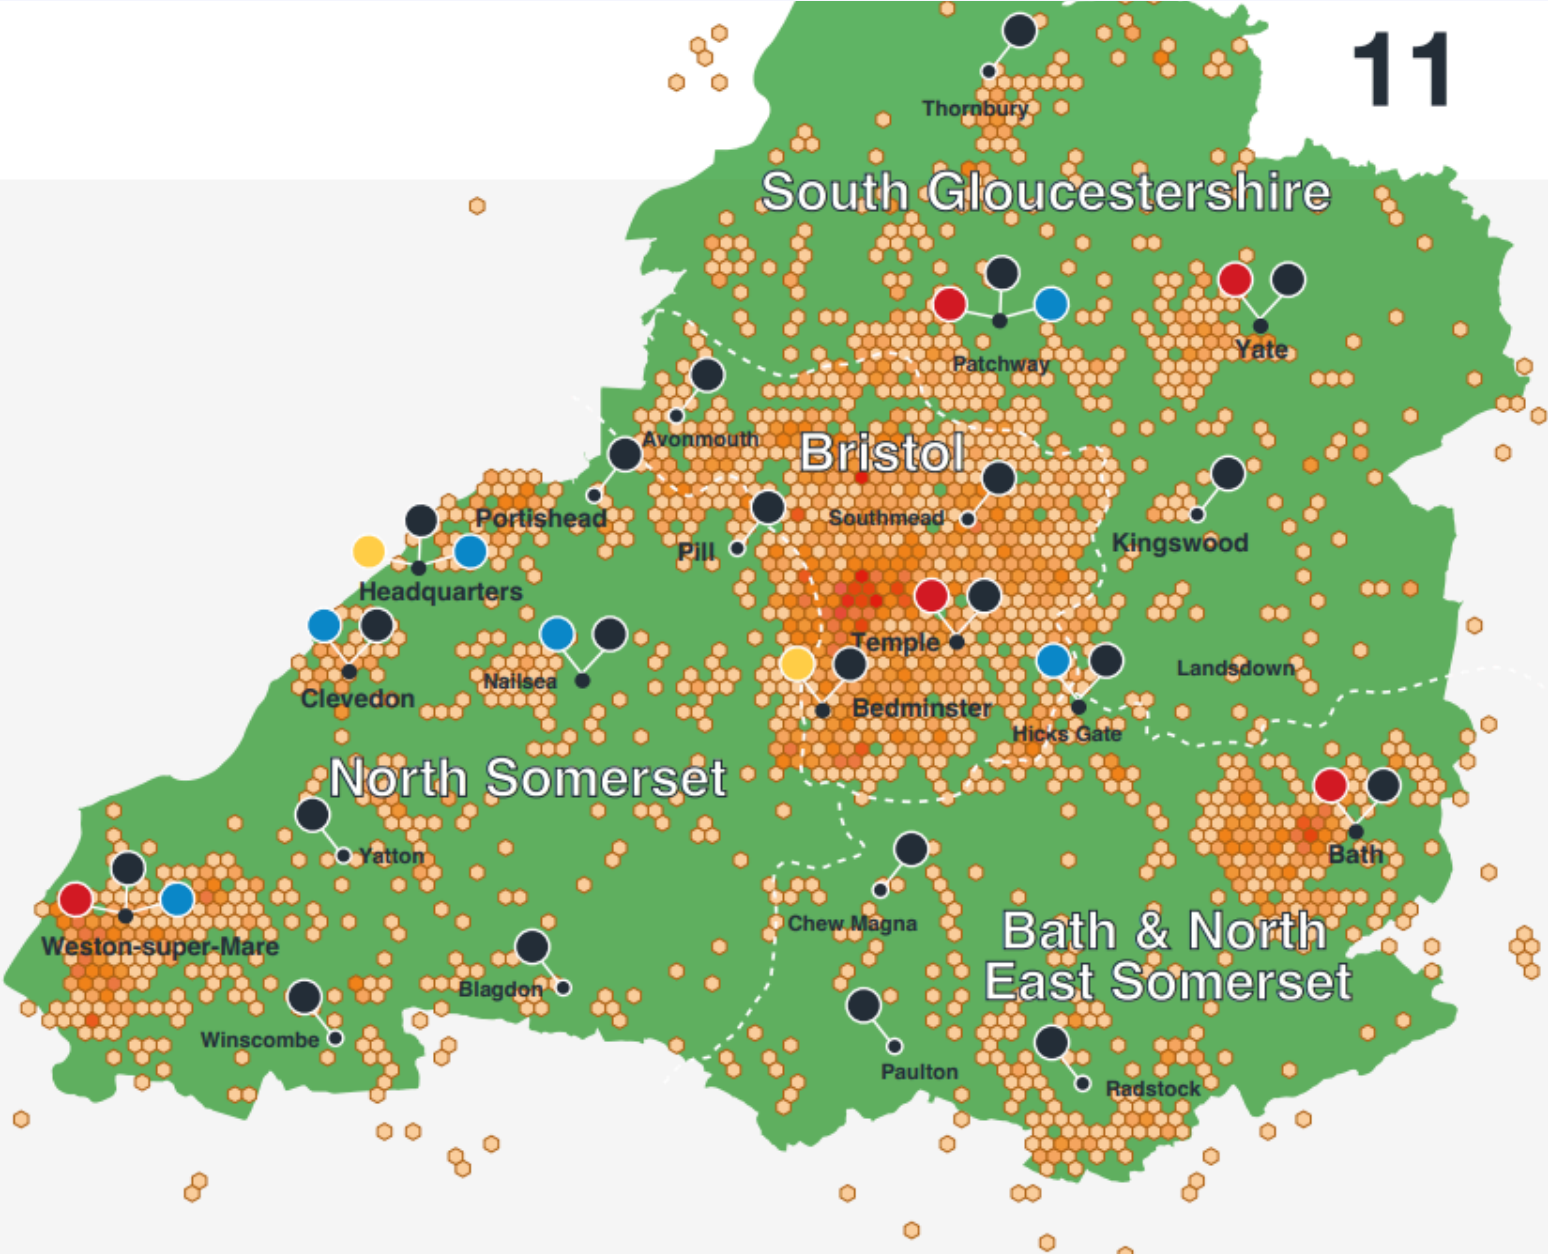 11
Thornbury
South Gloucestershire
Patchway
Yate
Avonmouth
Bristol
Portishead
Southmead
Pill
Kingswood
Headquarters
Temple
Landsdown
Nailsea
Clevedon
Bedminster
Hicks Gate
North Somerset
Yatton
Bath
Chew Magna
Bath & North
East Somerset
Weston-super-Mare
Blagdon
Winscombe
Paulton
Radstock